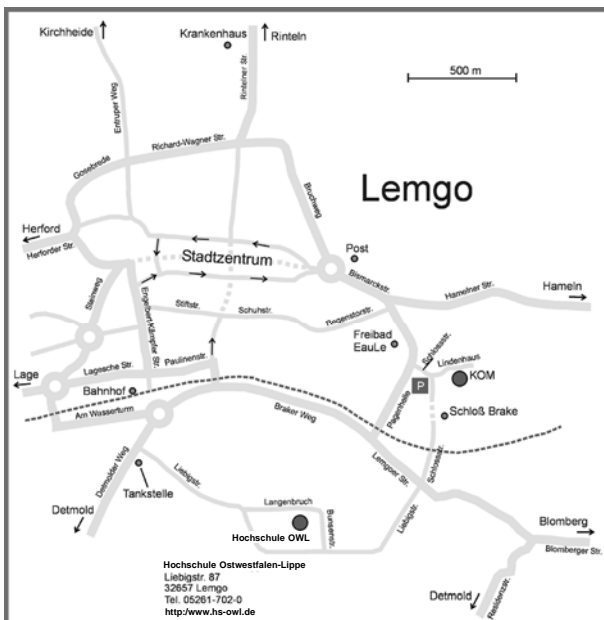 Kirchheide
Krankenhaus
Rinteln
500 m
Entruper Weg
Rintelner Str.
Richard-Wagner Str.
Gosebrede
Bruchweg
Lemgo
Herford
Herforder Str.
Stadtzentrum
Post
Bismarckstr.
Hameln
Hamelner Str.
Steinweg
Engelbert-Kämpfer Str.
Stiftstr.
Schuhstr.
Regenstorstr.
Freibad
EauLe
Schlossstr.
Lindenhaus
KOM
P
Pagenhelle
Schloß Brake
Lage
Lagesche Str.
Paulinenstr.
Bahnhof
Am Wasserturm
Braker Weg
Lemgoer Str.
Schlossstr.
Detmolder Weg
Tankstelle
Liebigstr.
Langenbruch
Bunsenstr.
Liebigstr.
Hochschule OWL
Detmold
Blomberg
Blomberger Str.
Detmold
Residenzstr.
Hochschule Ostwestfalen-Lippe
Liebigstr. 87
32657 Lemgo
Tel. 05261-702-0
http:/www.hs-owl.de